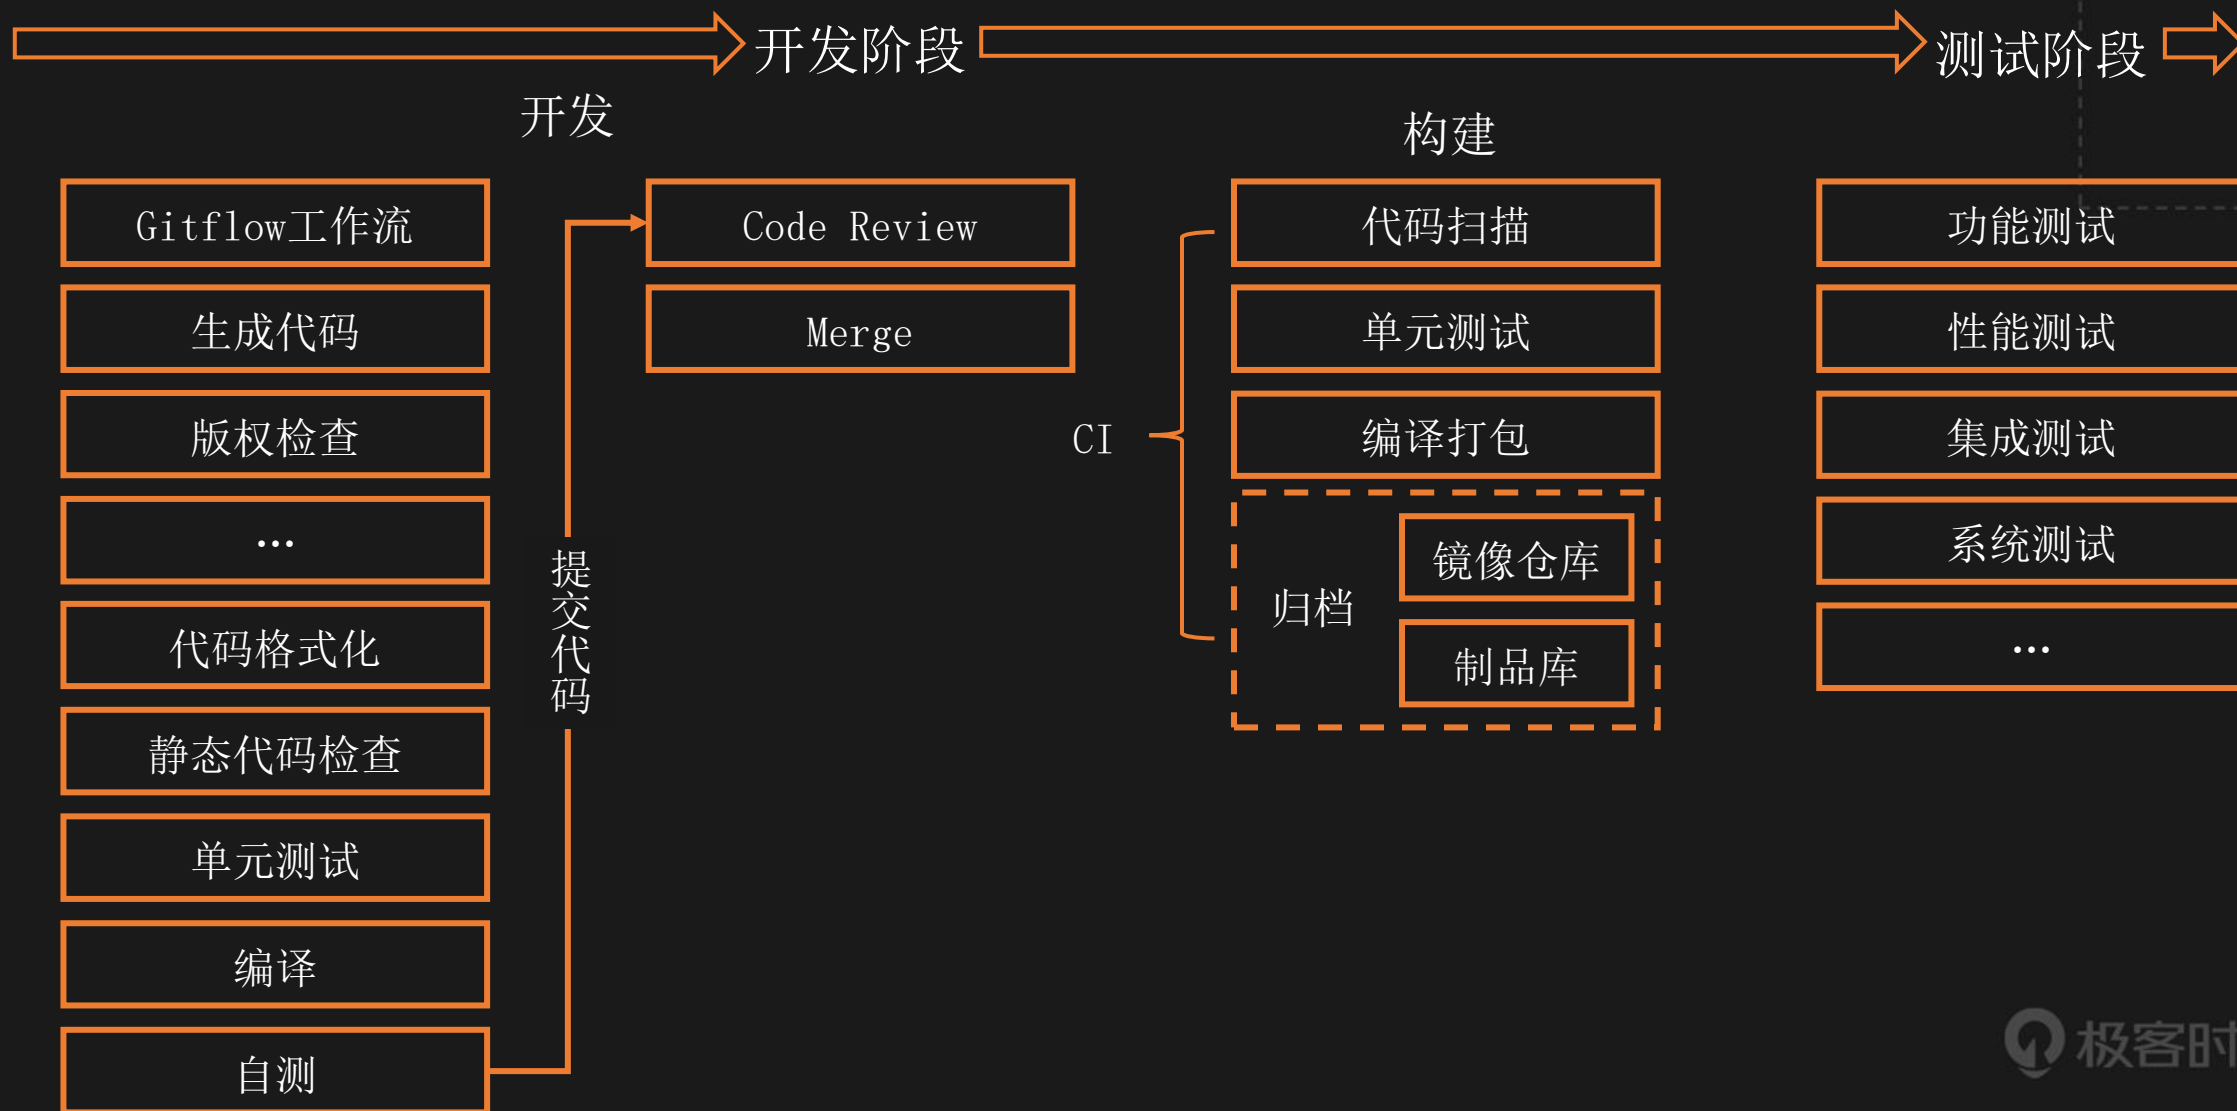 开发阶段
测试阶段
开发
构建
Gitflow工作流
生成代码
版权检查
...
代码格式化
静态代码检查
单元测试
编译
自测
提交代码
Code Review
Merge
CI
代码扫描
单元测试
编译打包
归档
镜像仓库
制品库
功能测试
性能测试
集成测试
系统测试
...
极客时